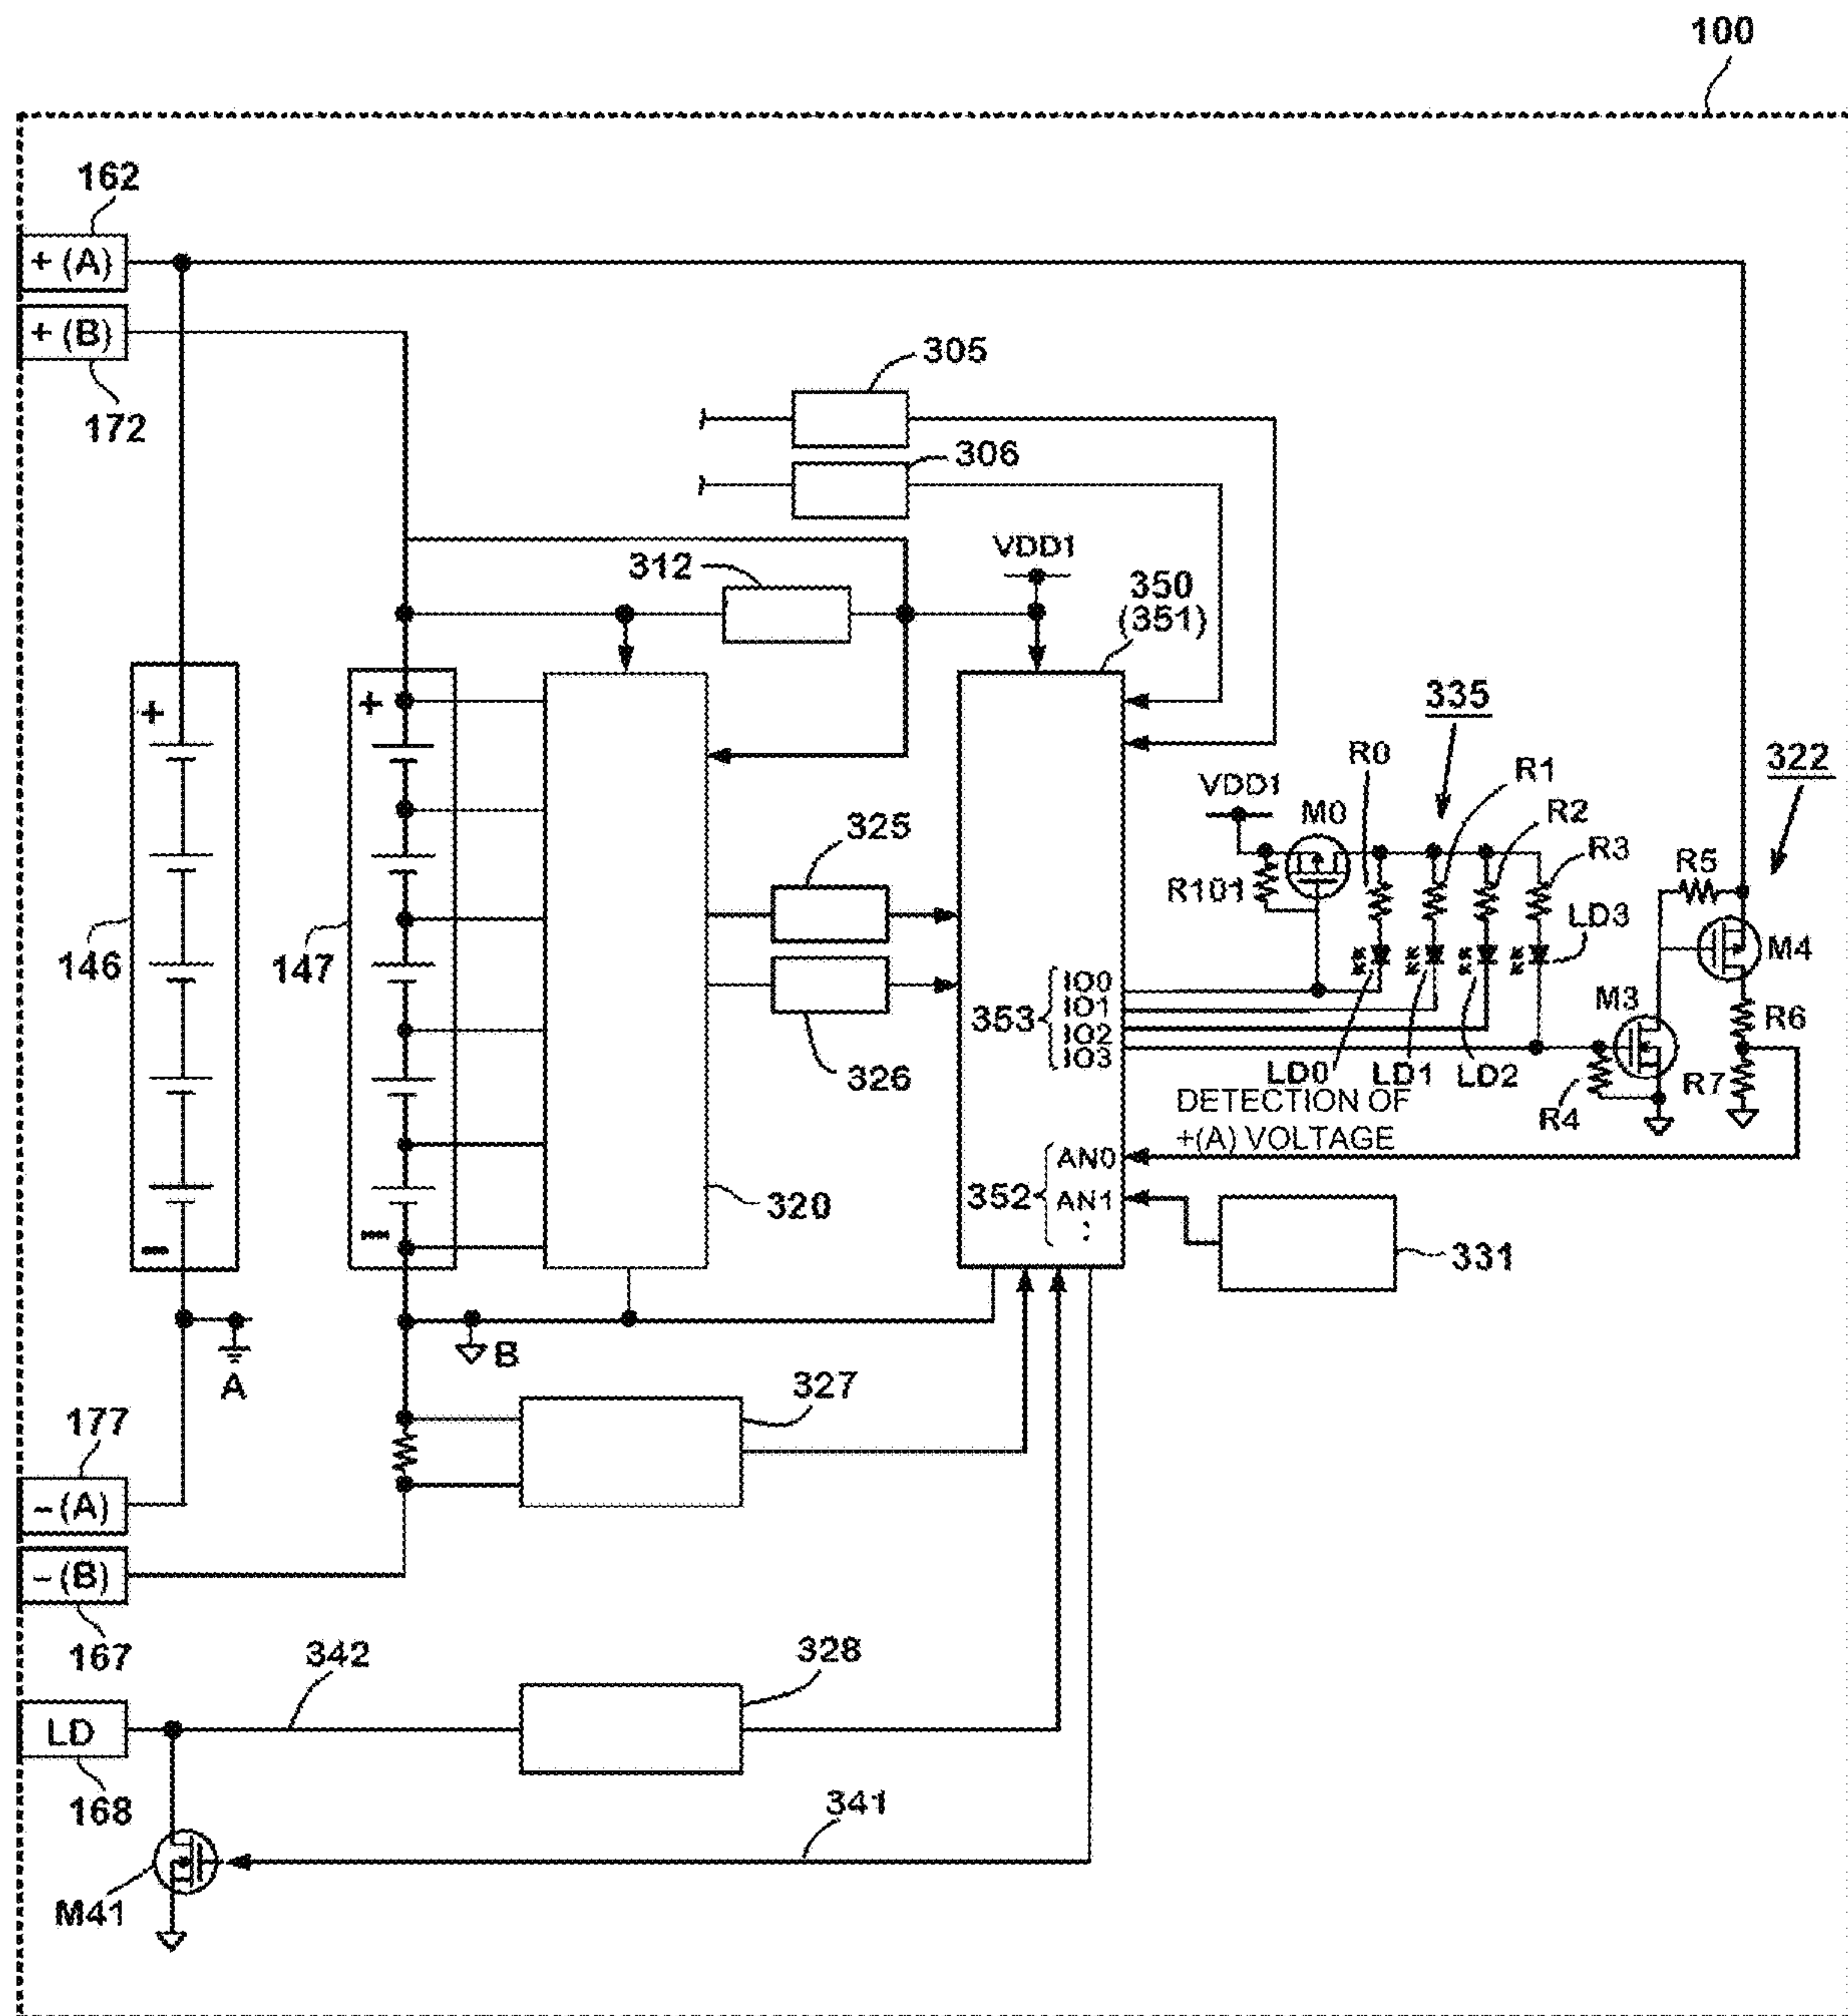 100
162
+ (A)
+ (B)
172
305
306
312
VDD1
350
(351)
335
322
R0
R1
R2
R3
VDD1
M0
R101
LD3
R5
M4
+
+
325
146
147
326
353
IO0
IO1
IO2
IO3
LD0
LD1
LD2
M3
R6
R4
R7
DETECTION OF
+(A) VOLTAGE
352
AN0
AN1
:
320
331
−
−
A
B
327
177
− (A)
− (B)
167
342
328
LD
168
341
M41